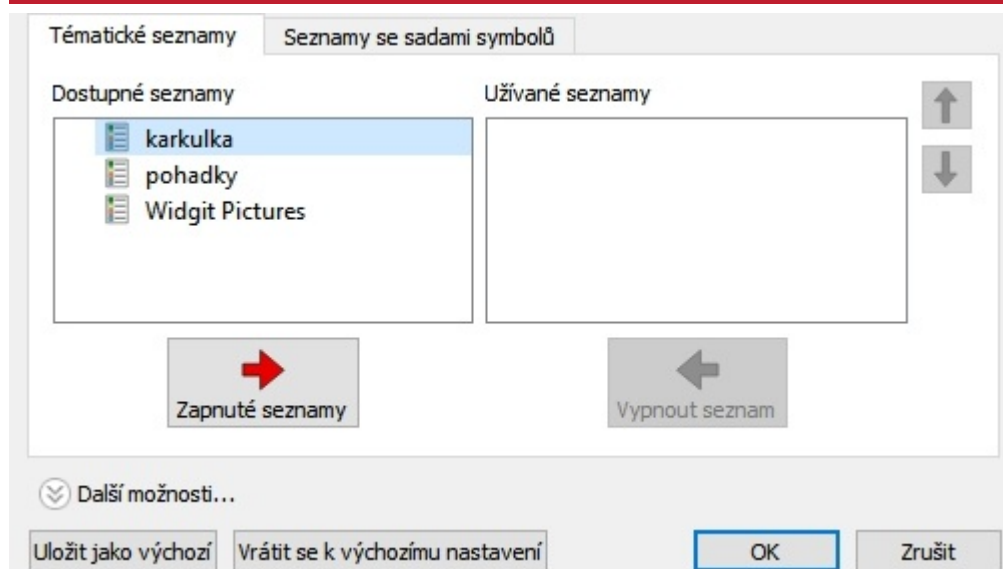 Tématické seznamy
Seznamy se sadami symbolů
Dostupné seznamy
Užívané seznamy
karkulka
pohadky
Widgit Pictures
Zapnuté seznamy
Vypnout seznam
Další možnosti...
Uložit jako výchozí
Vrátit se k výchozímu nastavení
OK
Zrušit